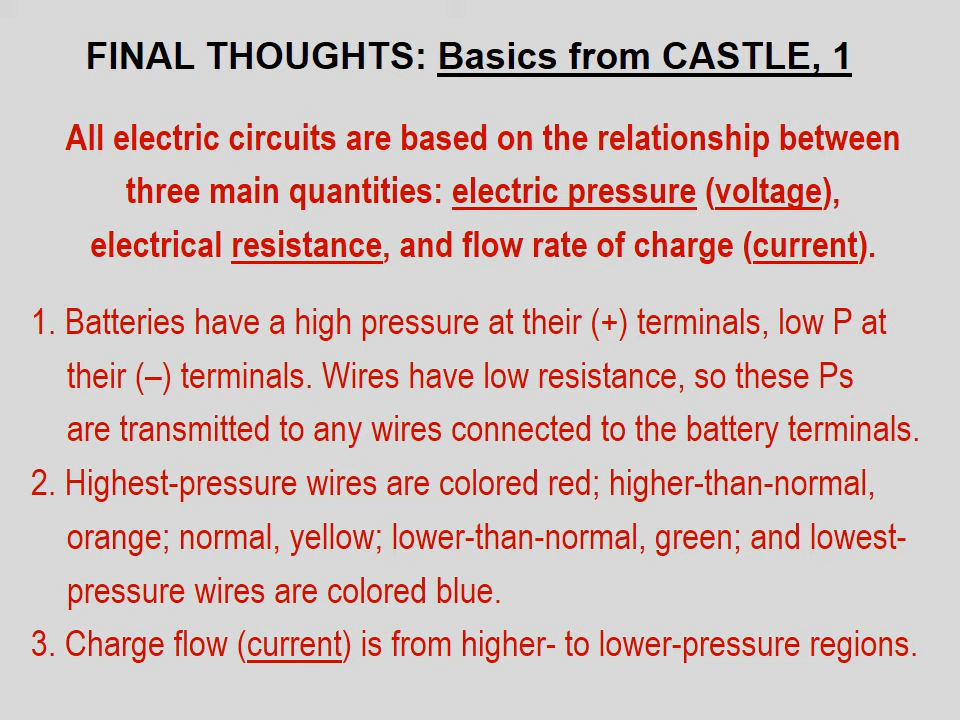 FINAL THOUGHTS: Basics from CASTLE, 1
All electric circuits are based on the relationship between
three main quantities: electric pressure (voltage),
electrical resistance, and flow rate of charge (current).
1. Batteries have a high pressure at their (+) terminals, low P at
their (–) terminals. Wires have low resistance, so these Ps
are transmitted to any wires connected to the battery terminals.
2. Highest-pressure wires are colored red; higher-than-normal,
orange; normal, yellow; lower-than-normal, green; and lowest-
pressure wires are colored blue.
3. Charge flow (current) is from higher- to lower-pressure regions.